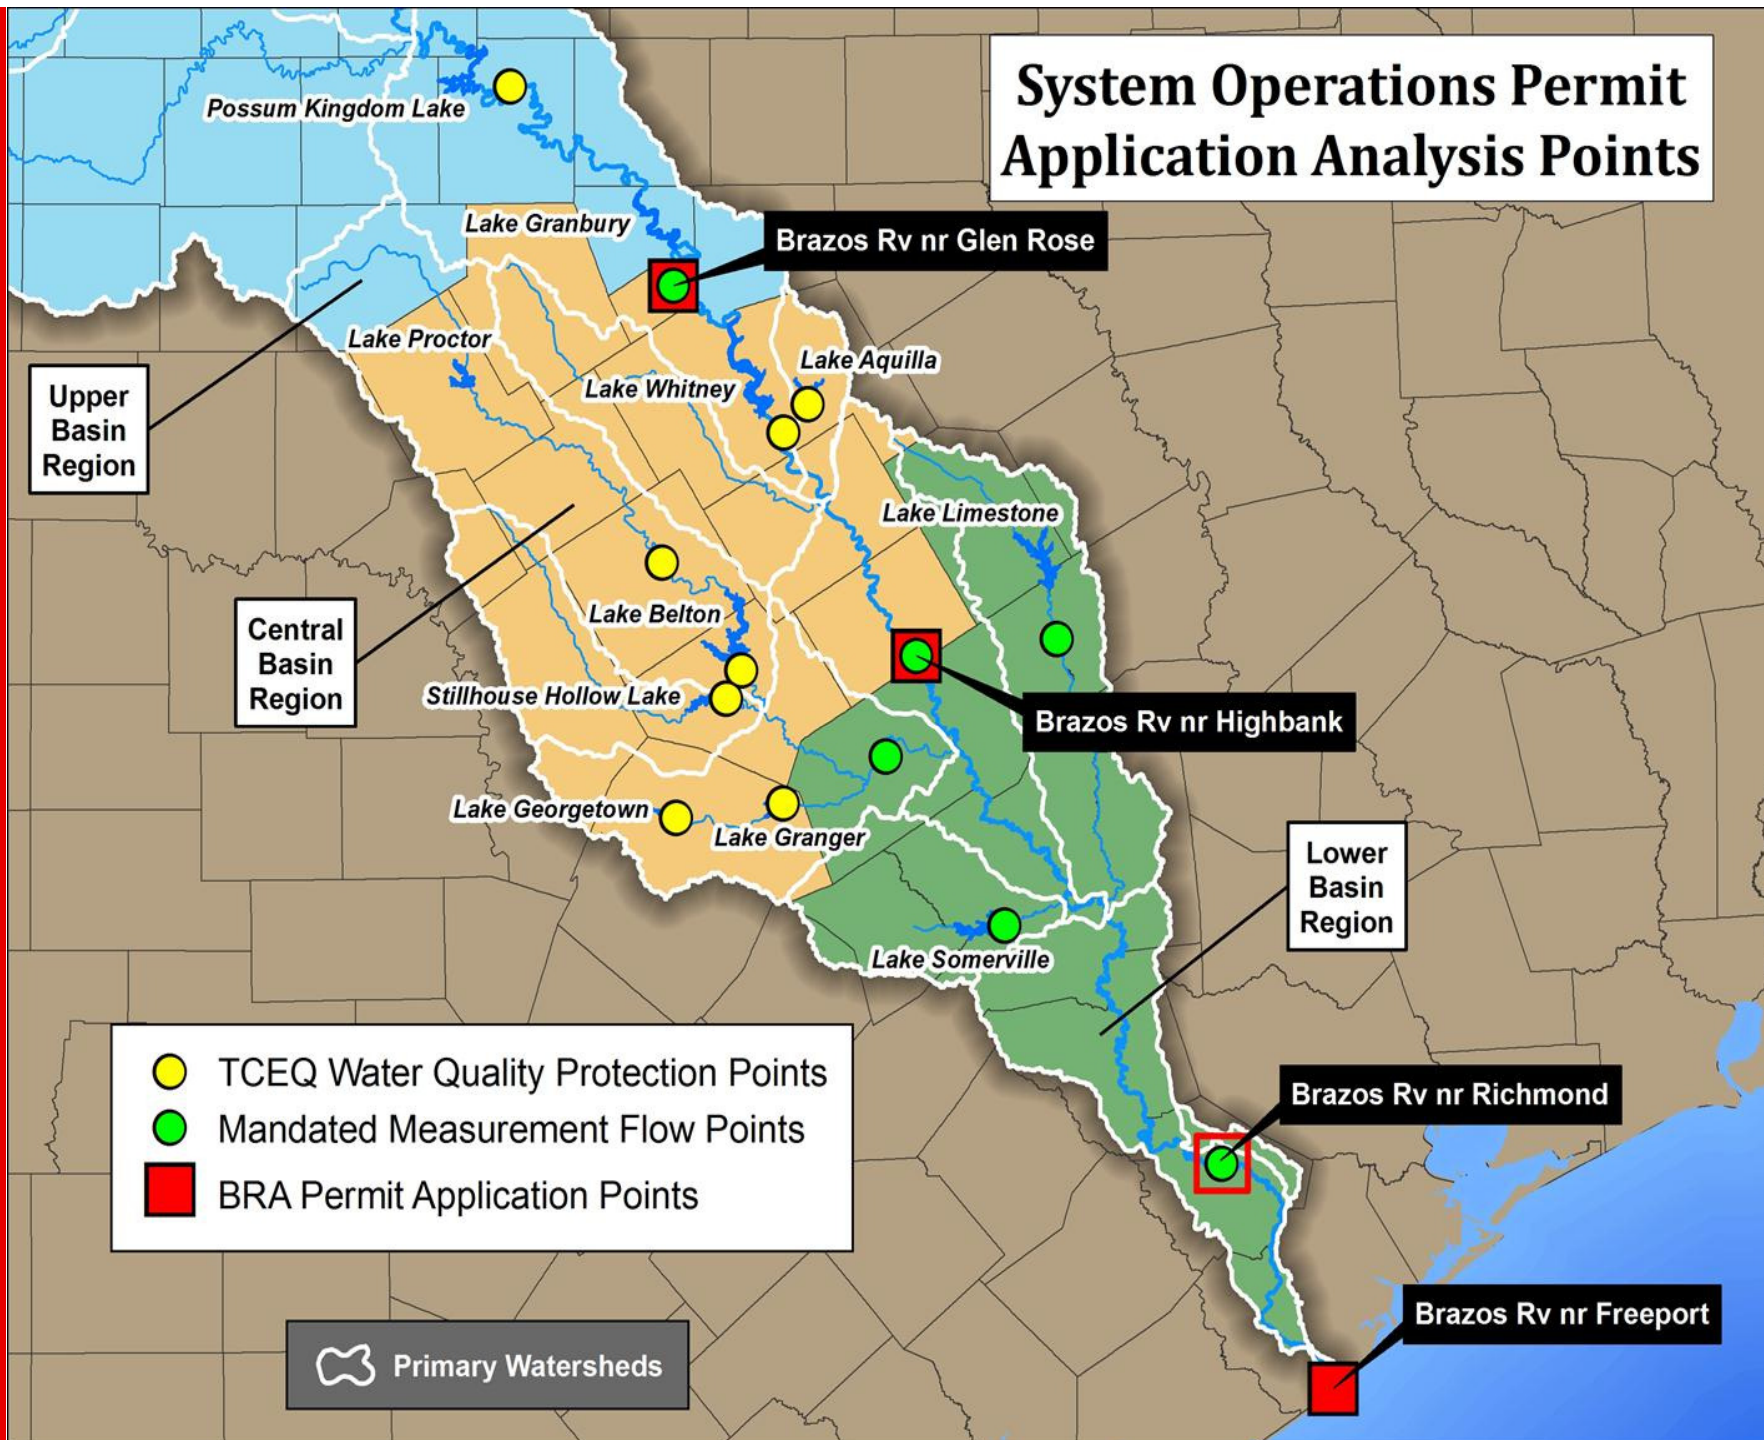 System Operations Permit
Application Analysis Points
Possum Kingdom Lake
Lake Granbury
Brazos Rv nr Glen Rose
Lake Proctor
Lake Aquilla
Lake Whitney
Upper
Basin
Region
Lake Limestone
Lake Belton
Central
Basin
Region
Stillhouse Hollow Lake
Brazos Rv nr Highbank
Lake Georgetown
Lake Granger
Lower
Basin
Region
Lake Somerville
TCEQ Water Quality Protection Points
Mandated Measurement Flow Points
BRA Permit Application Points
Brazos Rv nr Richmond
Brazos Rv nr Freeport
Primary Watersheds